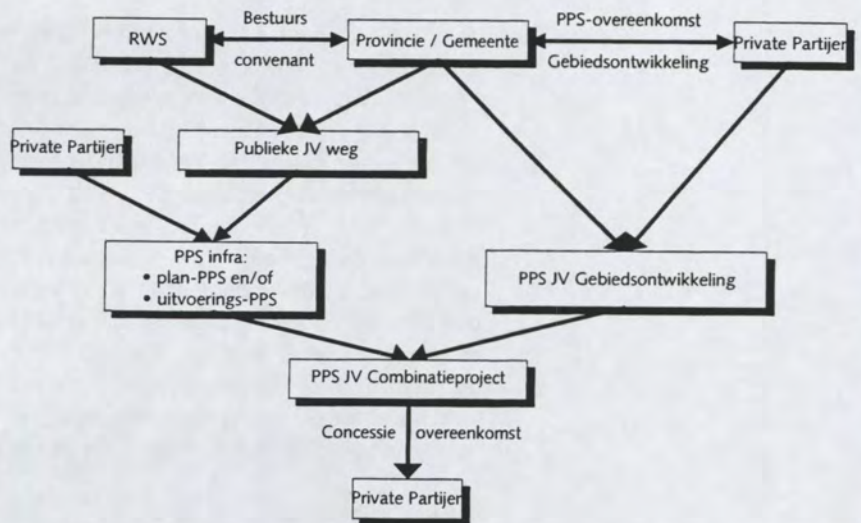 Bestuurs
PPS-overeenkomst
RWS
Provincie / Gemeente
Private Partijen
convenant
Gebiedsontwikkeling
Private Partijen
Publieke JV weg
PPS infra:
• plan-PPS en/of
• uitvoerings-PPS
PPS JV Gebiedsontwikkeling
PPS JV Combinatieproject
Concessie overeenkomst
Private Partijen